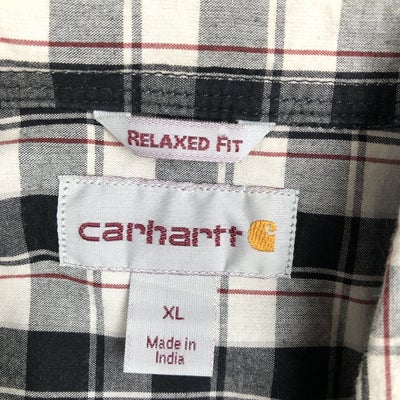 RELAXED FIT
carhartt
XL
Made in
India